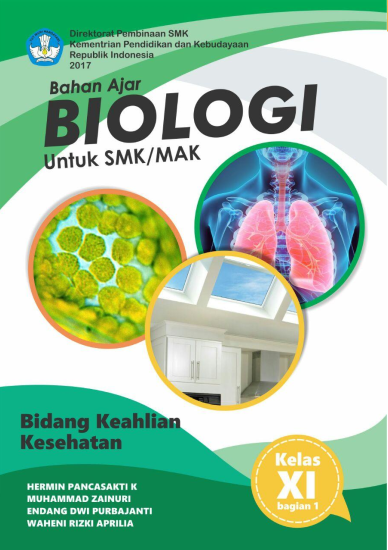 Direktorat Pembinaan SMK
Kementrian Pendidikan dan Kebudayaan
Republik Indonesia
2017
Bahan Ajar
BIOLOGI
Untuk SMK/MAK
Bidang Keahlian
Kesehatan
HERMIN PANCASAKTI K
MUHAMMAD ZAINURI
ENDANG DWI PURBAJANTI
WAHENI RIZKI APRILIA
Kelas
XI
bagian 1